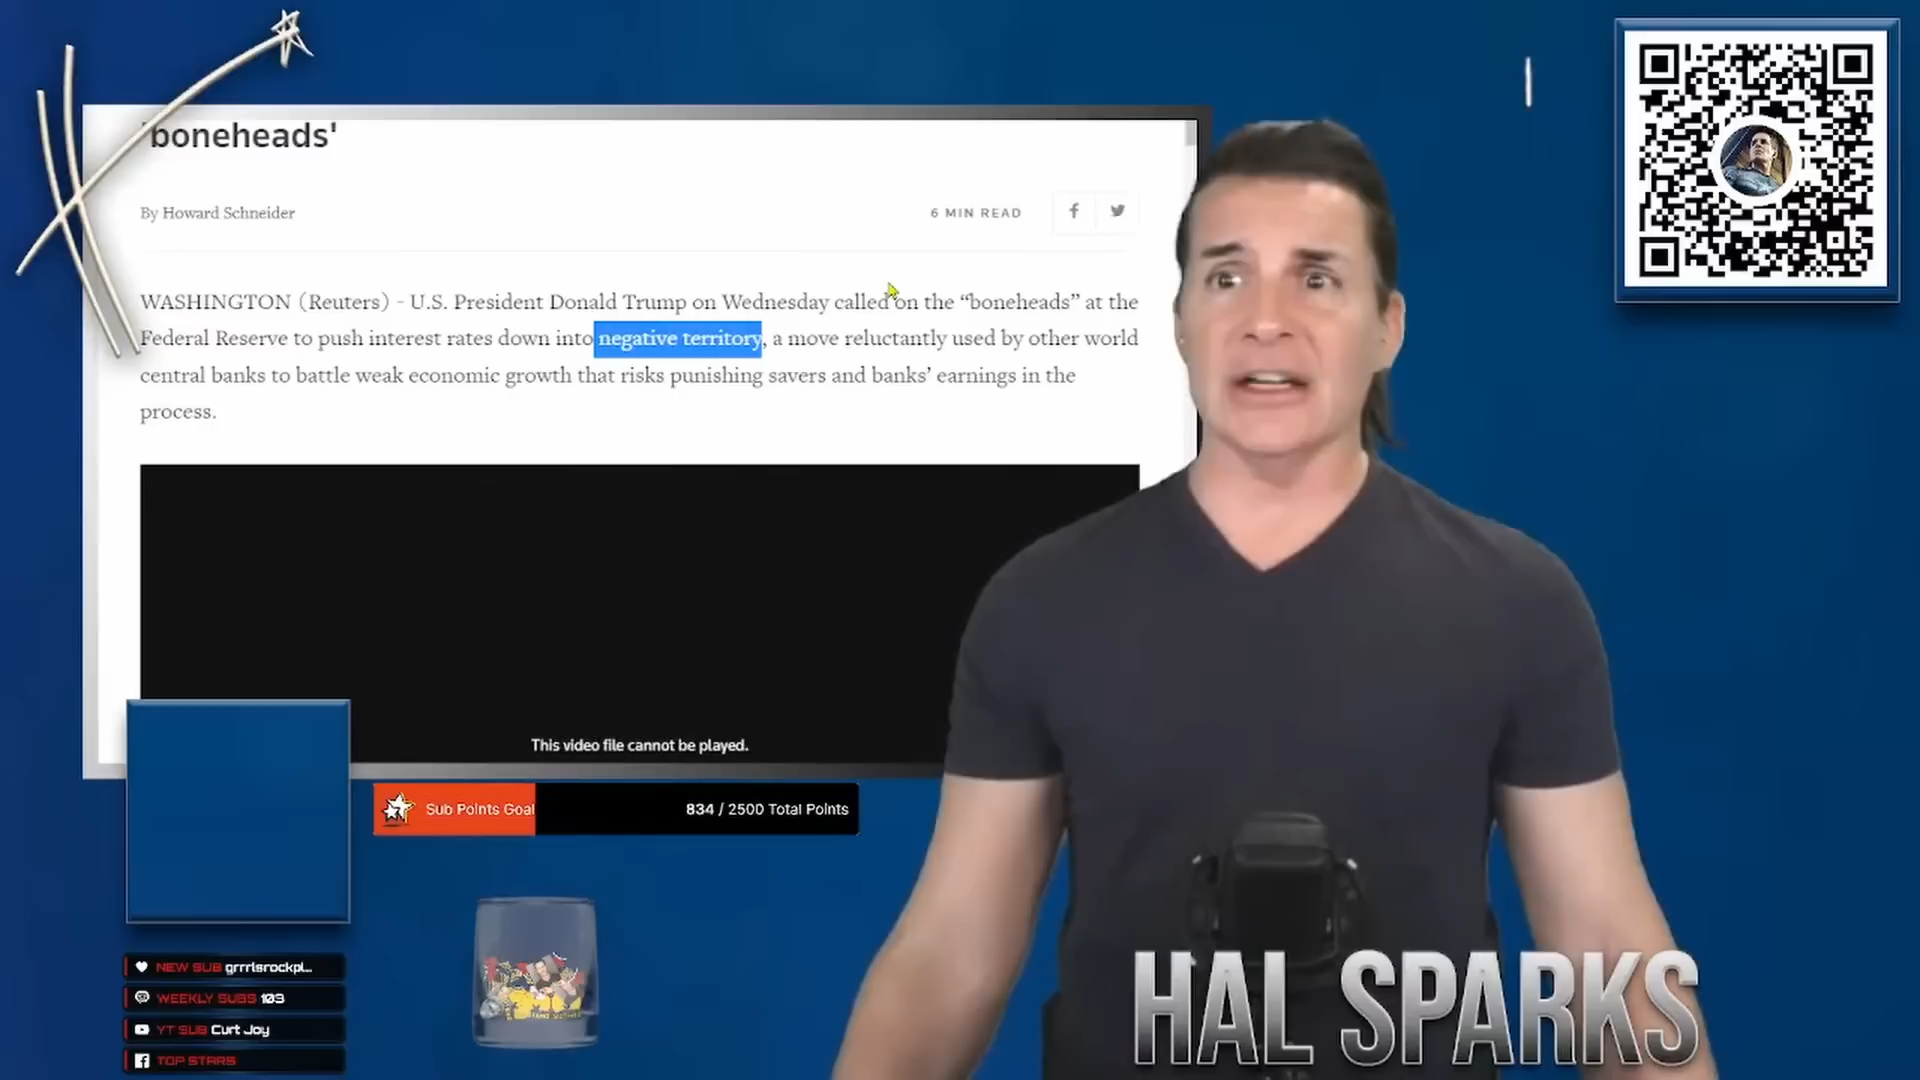 'boneheads'
By Howard Schneider
6 MIN READ
WASHINGTON (Reuters) - U.S. President Donald Trump on Wednesday called on the “boneheads” at the
Federal Reserve to push interest rates down into negative territory, a move reluctantly used by other world
central banks to battle weak economic growth that risks punishing savers and banks’ earnings in the
process.
This video file cannot be played.
Sub Points Goal
834 / 2500 Total Points
NEW SUB grrrlsrockpl...
WEEKLY SUBS 103
YT SUB Curt Joy
TOP STARS
HAL SPARKS